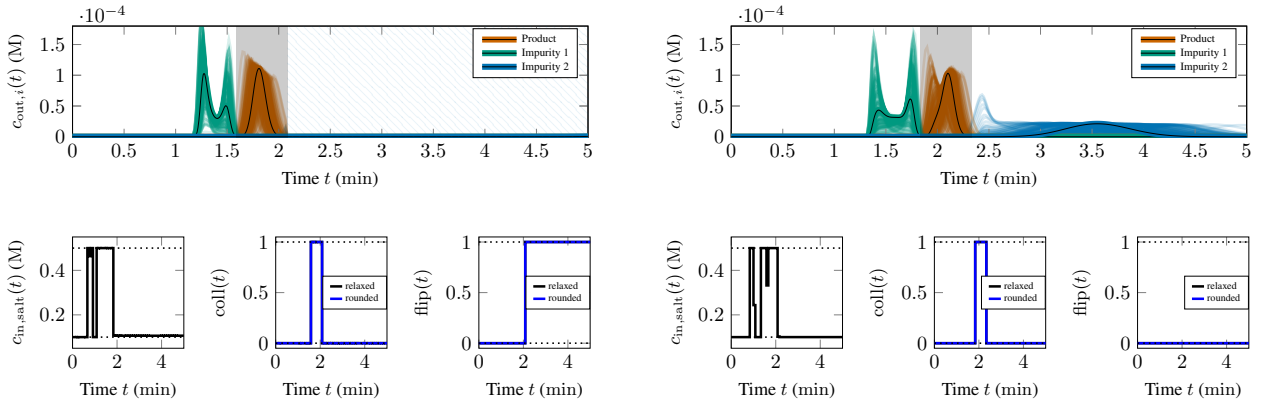 ·10⁻⁴
c_out,i(t) (M)
1.5
1
0.5
0
Product
Impurity 1
Impurity 2
0 0.5 1 1.5 2 2.5 3 3.5 4 4.5 5
Time t (min)
·10⁻⁴
c_out,i(t) (M)
1.5
1
0.5
0
Product
Impurity 1
Impurity 2
0 0.5 1 1.5 2 2.5 3 3.5 4 4.5 5
Time t (min)
c_in,salt(t) (M)
0.4
0.2
0 2 4
Time t (min)
coll(t)
1
0.5
0
relaxed
rounded
0 2 4
Time t (min)
flip(t)
1
0.5
0
relaxed
rounded
0 2 4
Time t (min)
c_in,salt(t) (M)
0.4
0.2
0 2 4
Time t (min)
coll(t)
1
0.5
0
relaxed
rounded
0 2 4
Time t (min)
flip(t)
1
0.5
0
relaxed
rounded
0 2 4
Time t (min)